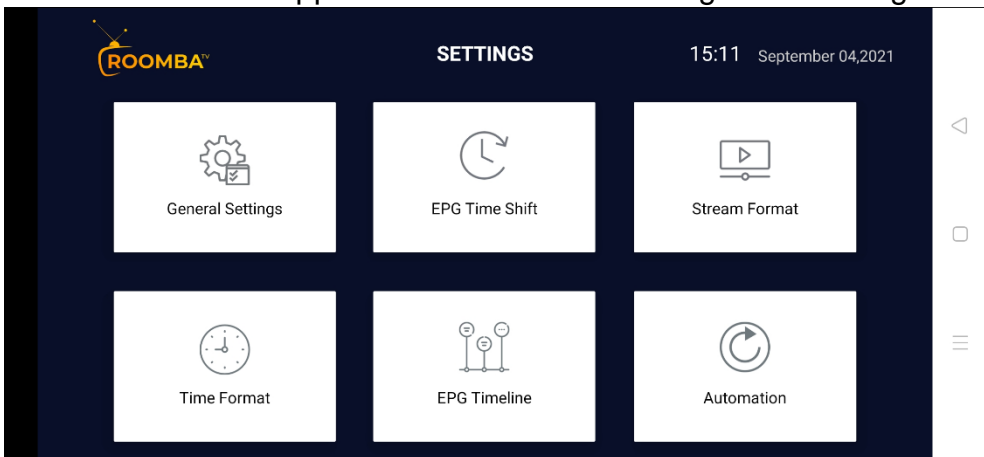 ROOMBA TV
SETTINGS
15:11 September 04,2021
General Settings
EPG Time Shift
Stream Format
Time Format
EPG Timeline
Automation